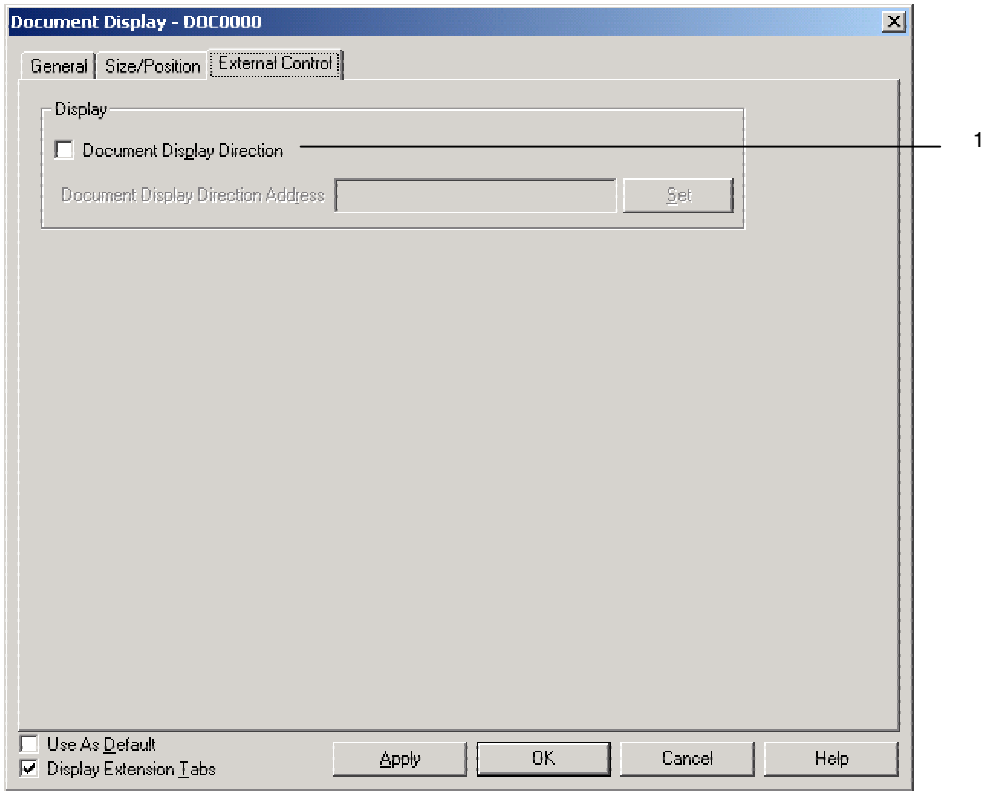 Document Display - DOC0000
General Size/Position External Control
Display
Document Display Direction 1
Document Display Direction Address Set
Use As Default
Display Extension Tabs
Apply OK Cancel Help